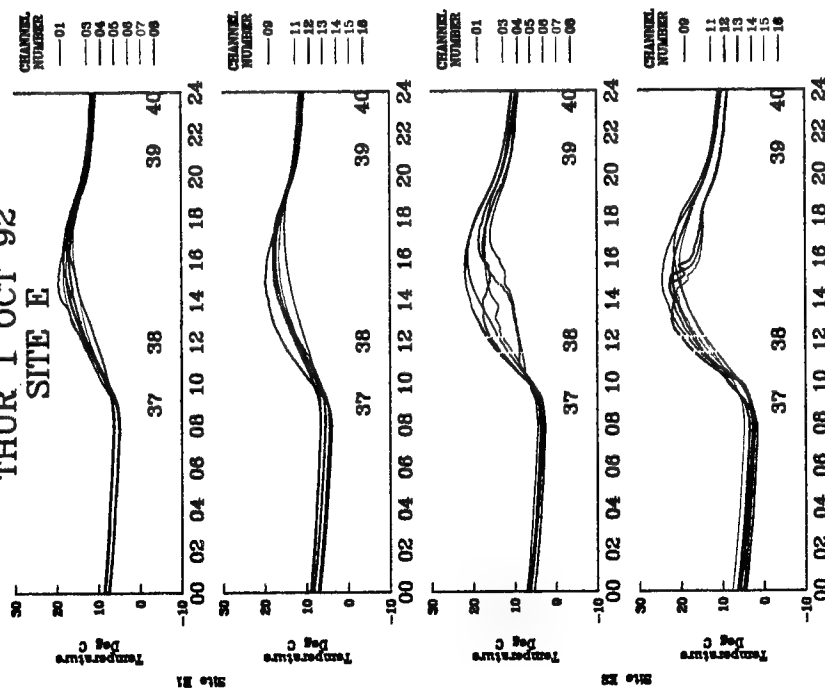 THUR 1 OCT 92
SITE E
Site E1
Temperature
Deg C
30
20
10
0
-10
37 38 39 40
00 02 04 06 08 10 12 14 16 18 20 22 24
CHANNEL
NUMBER
01
03
04
05
06
07
08
Temperature
Deg C
30
20
10
0
-10
37 38 39 40
00 02 04 06 08 10 12 14 16 18 20 22 24
CHANNEL
NUMBER
09
11
12
13
14
15
16
Site E2
Temperature
Deg C
30
20
10
0
-10
37 38 39 40
00 02 04 06 08 10 12 14 16 18 20 22 24
CHANNEL
NUMBER
01
03
04
05
06
07
08
Temperature
Deg C
30
20
10
0
-10
37 38 39 40
00 02 04 06 08 10 12 14 16 18 20 22 24
CHANNEL
NUMBER
09
11
12
13
14
15
16